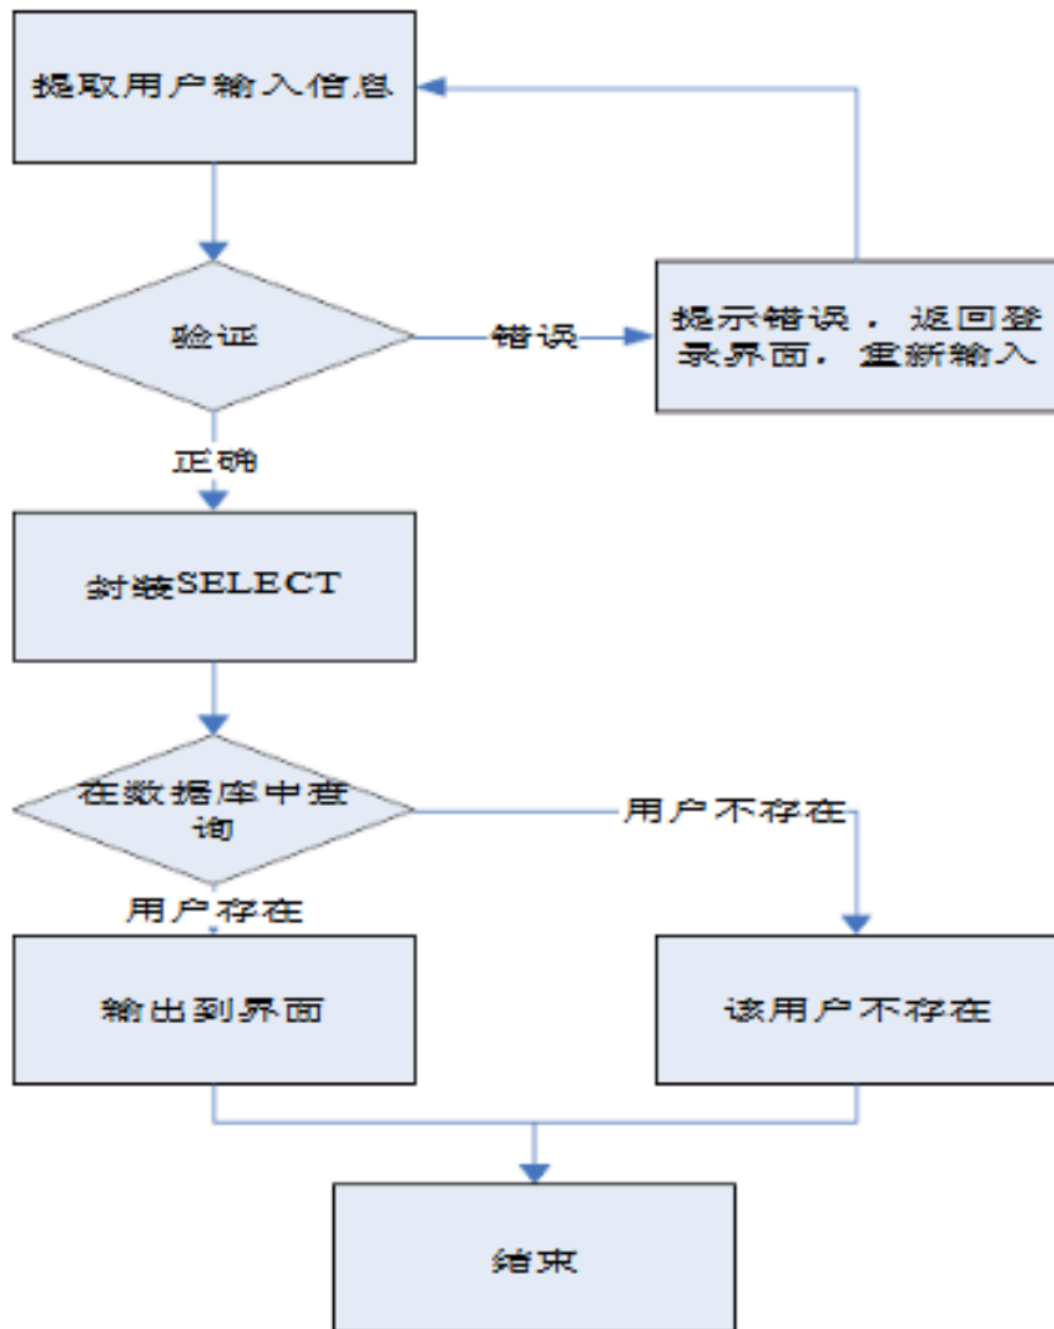 提取用户输入信息
验证
错误
提示错误，返回登
录界面，重新输入
正确
封装SELECT
在数据库中查
询
用户不存在
用户存在
输出到界面
该用户不存在
结束